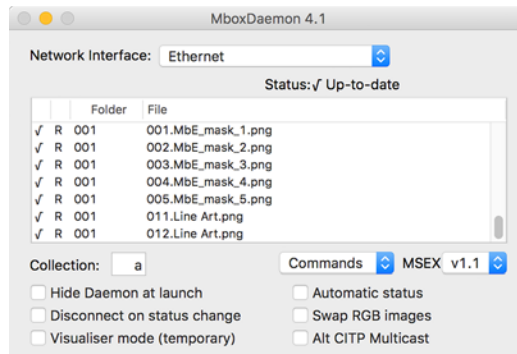 MboxDaemon 4.1
Network Interface: Ethernet
Status:√ Up-to-date
Folder File
√ R 001 001.MbE_mask_1.png
√ R 001 002.MbE_mask_2.png
√ R 001 003.MbE_mask_3.png
√ R 001 004.MbE_mask_4.png
√ R 001 005.MbE_mask_5.png
√ R 001 011.Line Art.png
√ R 001 012.Line Art.png
Collection: a Commands MSEX v1.1
Hide Daemon at launch Automatic status
Disconnect on status change Swap RGB images
Visualiser mode (temporary) Alt CITP Multicast